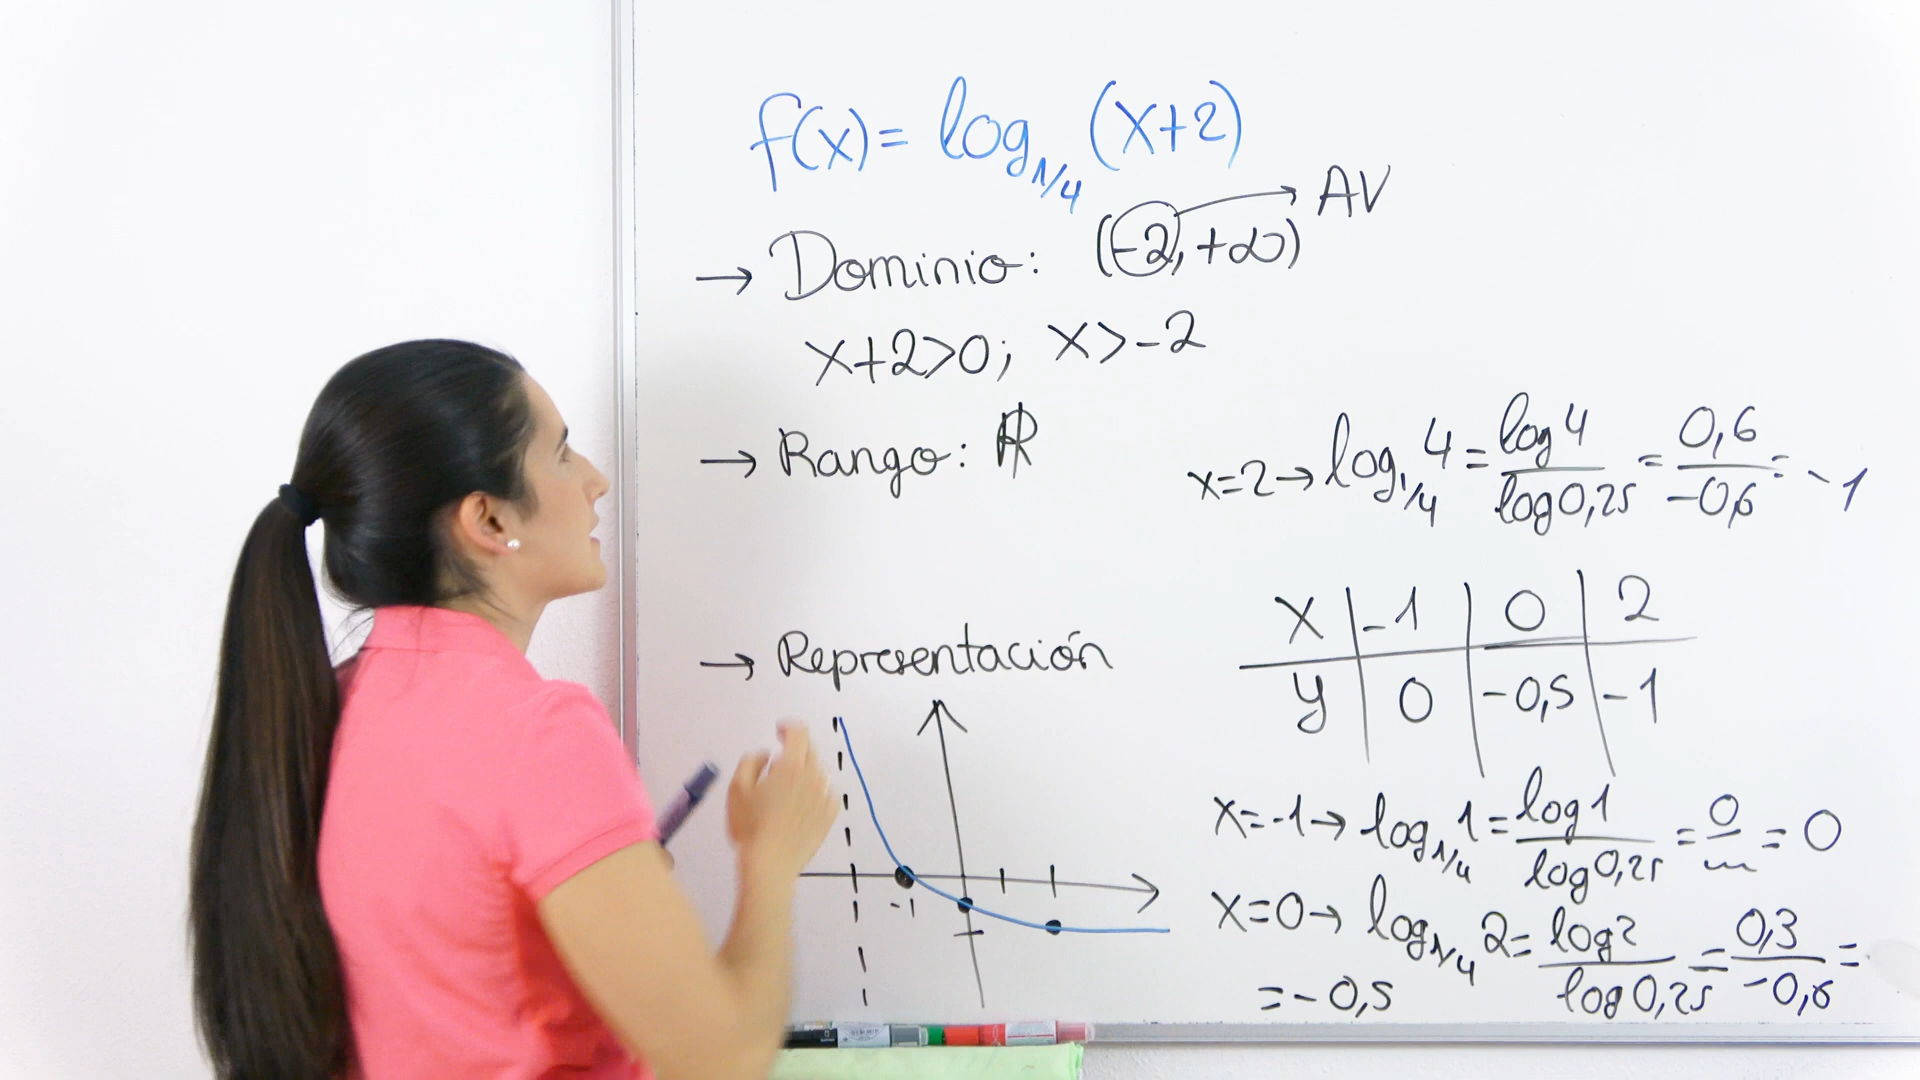 f(x)= log₁/₄ (x+2)
AV
→ Dominio: (-2, +∞)
x+2>0; x>-2
→ Rango: ℝ
x=2→ log₁/₄ 4 = log 4 / log 0,25 = 0,6 / -0,6 = -1
→ Representación
x | -1 | 0 | 2
y | 0 | -0,5 | -1
-1
x=-1→ log₁/₄ 1 = log 1 / log 0,25 = 0 / ... = 0
x=0→ log₁/₄ 2 = log 2 / log 0,25 = 0,3 / -0,6 =
= -0,5